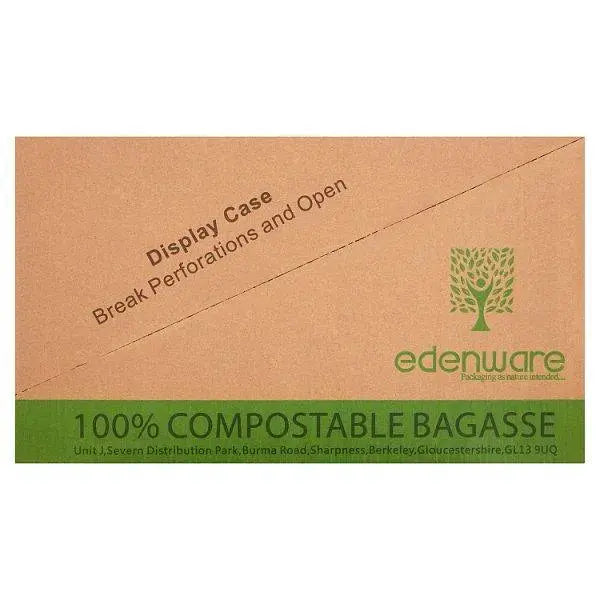 Display Case
Break Perforations and Open
edenware
Packaging as nature intended....
100% COMPOSTABLE BAGASSE
Unit J,Severn Distribution Park,Burma Road,Sharpness,Berkeley,Gloucestershire,GL13 9UQ